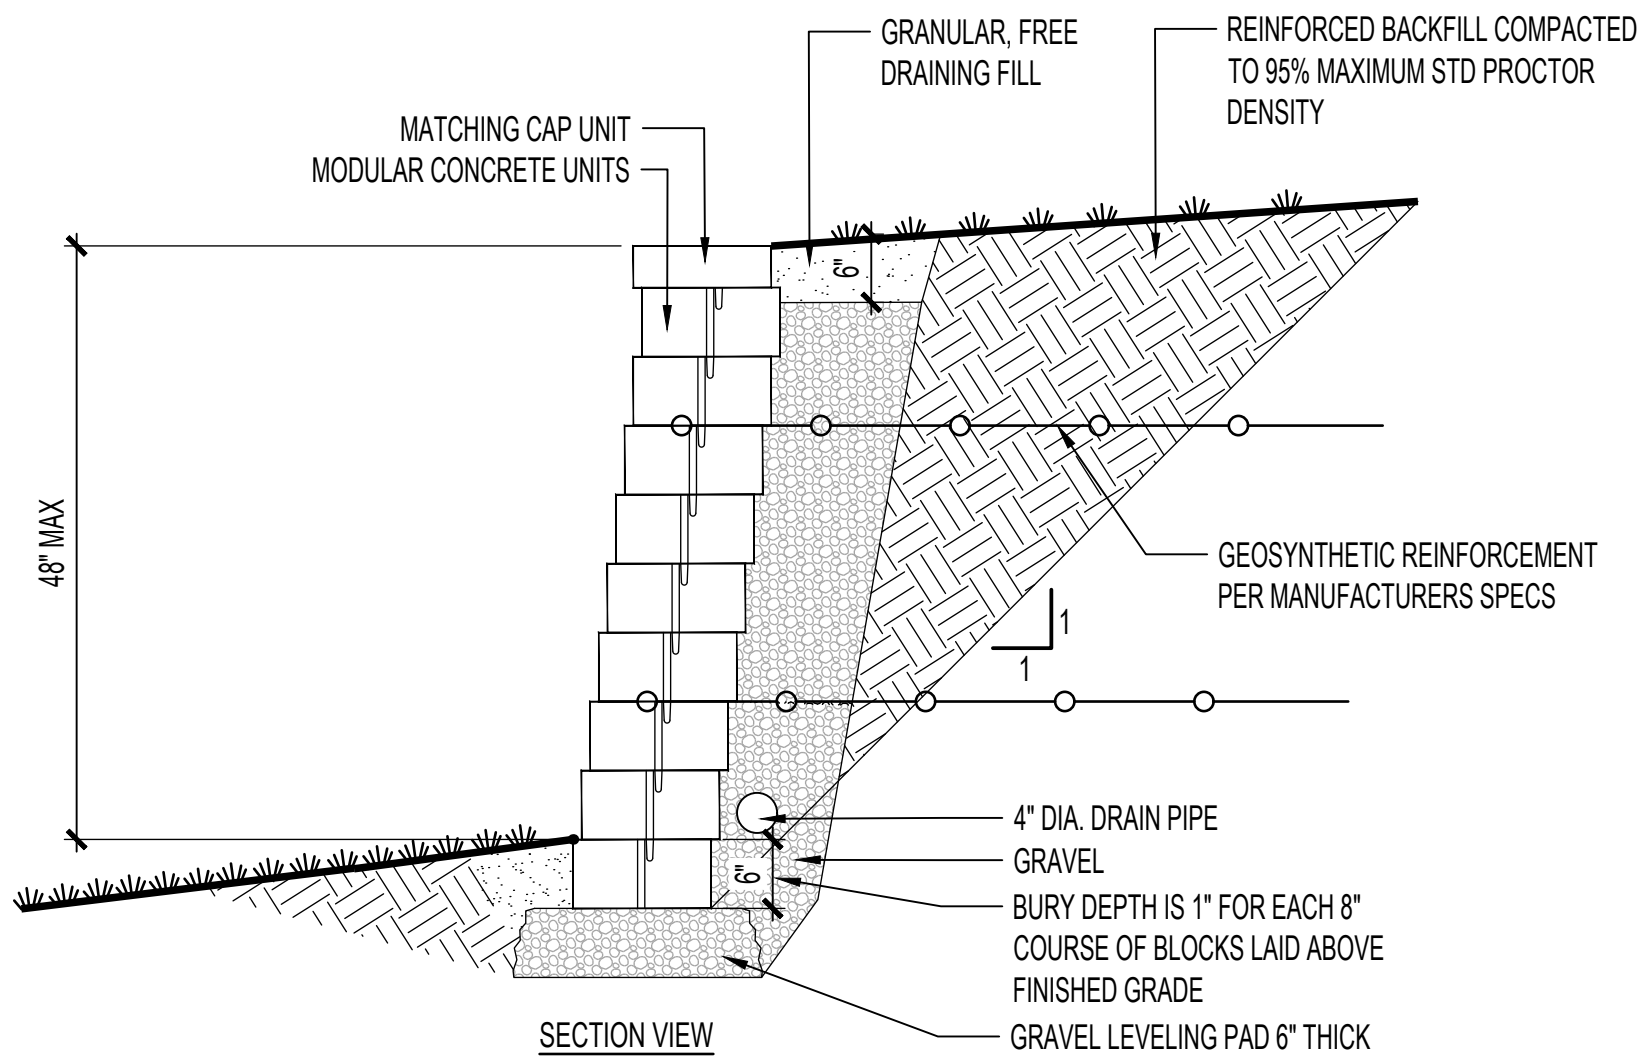 GRANULAR, FREE
DRAINING FILL
REINFORCED BACKFILL COMPACTED
TO 95% MAXIMUM STD PROCTOR
DENSITY
MATCHING CAP UNIT
MODULAR CONCRETE UNITS
6"
48" MAX
GEOSYNTHETIC REINFORCEMENT
PER MANUFACTURERS SPECS
1
1
4" DIA. DRAIN PIPE
GRAVEL
6"
BURY DEPTH IS 1" FOR EACH 8"
COURSE OF BLOCKS LAID ABOVE
FINISHED GRADE
GRAVEL LEVELING PAD 6" THICK
SECTION VIEW